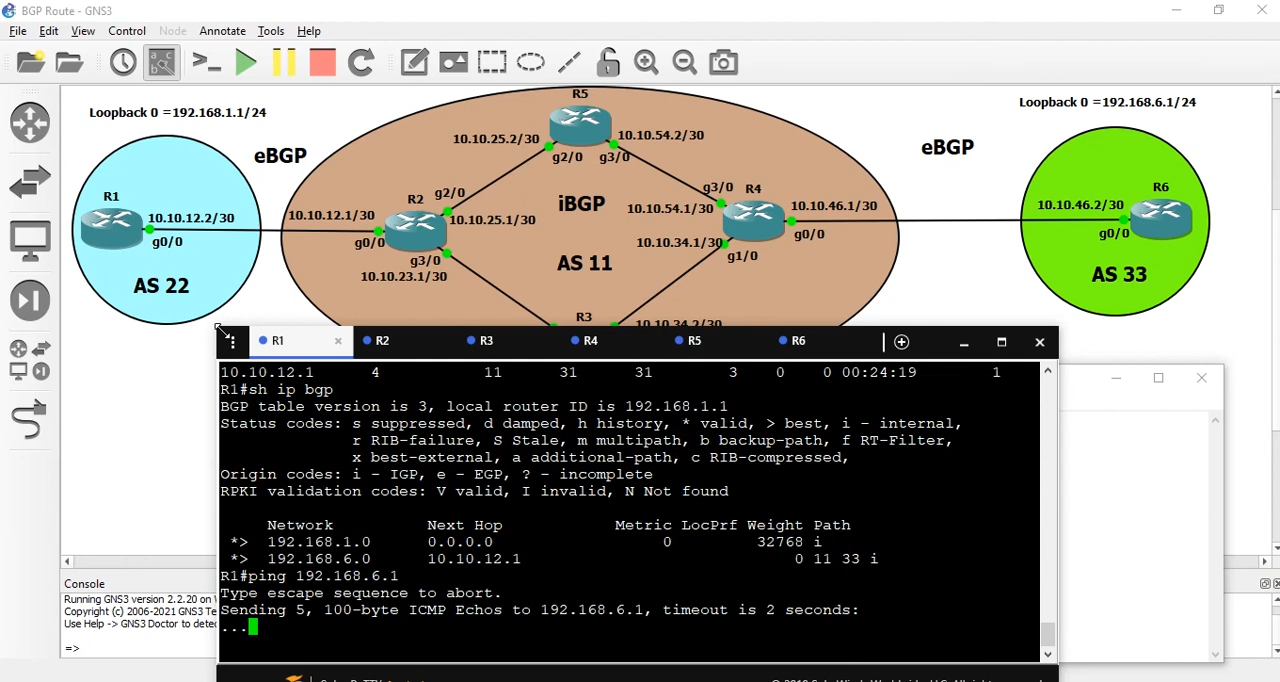 BGP Route - GNS3
File Edit View Control Node Annotate Tools Help
Loopback 0 =192.168.1.1/24
Loopback 0 =192.168.6.1/24
R5
10.10.25.2/30
10.10.54.2/30
eBGP
eBGP
g2/0 g3/0
R1
R2
g2/0
iBGP
g3/0
R4
R6
10.10.12.2/30
10.10.12.1/30
10.10.25.1/30
10.10.54.1/30
10.10.46.1/30
10.10.46.2/30
g0/0
g0/0
10.10.34.1/30
g0/0
g0/0
g3/0
AS 11
g1/0
10.10.23.1/30
AS 22
AS 33
R3
10.10.34.2/30
R1 R2 R3 R4 R5 R6
10.10.12.1 4 11 31 31 3 0 0 00:24:19 1
R1#sh ip bgp
BGP table version is 3, local router ID is 192.168.1.1
Status codes: s suppressed, d damped, h history, * valid, > best, i - internal,
r RIB-failure, S Stale, m multipath, b backup-path, f RT-Filter,
x best-external, a additional-path, c RIB-compressed,
Origin codes: i - IGP, e - EGP, ? - incomplete
RPKI validation codes: V valid, I invalid, N Not found
Network Next Hop Metric LocPrf Weight Path
*> 192.168.1.0 0.0.0.0 0 32768 i
*> 192.168.6.0 10.10.12.1 0 11 33 i
R1#ping 192.168.6.1
Type escape sequence to abort.
Sending 5, 100-byte ICMP Echos to 192.168.6.1, timeout is 2 seconds:
...
Console
Running GNS3 version 2.2.20 on
Copyright (c) 2006-2021 GNS3
Use Help -> GNS3 Doctor to
=>